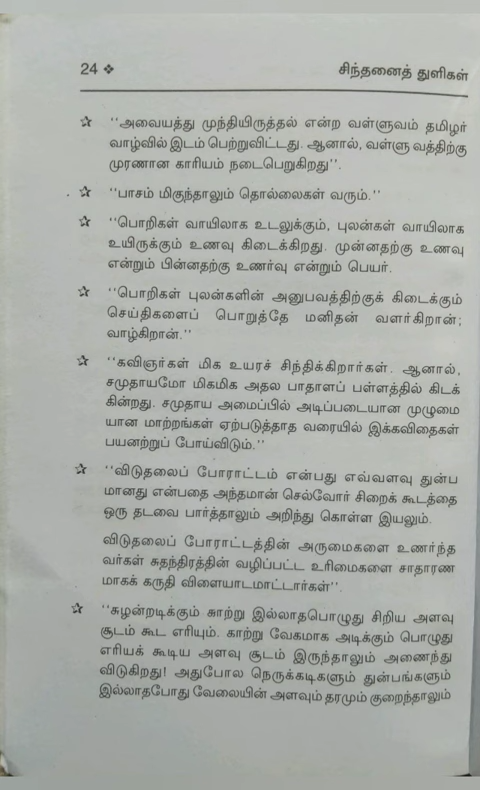 24 ❖ சிந்தனைத் துளிகள்
✰ ‘‘அவையத்து முந்தியிருத்தல் என்ற வள்ளுவம் தமிழர்
வாழ்வில் இடம் பெற்றுவிட்டது. ஆனால், வள்ளு வத்திற்கு
முரணான காரியம் நடைபெறுகிறது’’.
✰ ‘‘பாசம் மிகுந்தாலும் தொல்லைகள் வரும்.’’
✰ ‘‘பொறிகள் வாயிலாக உடலுக்கும், புலன்கள் வாயிலாக
உயிருக்கும் உணவு கிடைக்கிறது. முன்னதற்கு உணவு
என்றும் பின்னதற்கு உணர்வு என்றும் பெயர்.
✰ ‘‘பொறிகள் புலன்களின் அனுபவத்திற்குக் கிடைக்கும்
செய்திகளைப் பொறுத்தே மனிதன் வளர்கிறான்;
வாழ்கிறான்.’’
✰ ‘‘கவிஞர்கள் மிக உயரச் சிந்திக்கிறார்கள். ஆனால்,
சமுதாயமோ மிகமிக அதல பாதாளப் பள்ளத்தில் கிடக்
கின்றது. சமுதாய அமைப்பில் அடிப்படையான முழுமை
யான மாற்றங்கள் ஏற்படுத்தாத வரையில் இக்கவிதைகள்
பயனற்றுப் போய்விடும்.’’
✰ ‘‘விடுதலைப் போராட்டம் என்பது எவ்வளவு துன்ப
மானது என்பதை அந்தமான் செல்வோர் சிறைக் கூடத்தை
ஒரு தடவை பார்த்தாலும் அறிந்து கொள்ள இயலும்.
விடுதலைப் போராட்டத்தின் அருமைகளை உணர்ந்த
வர்கள் சுதந்திரத்தின் வழிப்பட்ட உரிமைகளை சாதாரண
மாகக் கருதி விளையாடமாட்டார்கள்’’.
✰ ‘‘சுழன்றடிக்கும் காற்று இல்லாதபொழுது சிறிய அளவு
சூடம் கூட எரியும். காற்று வேகமாக அடிக்கும் பொழுது
எரியக் கூடிய அளவு சூடம் இருந்தாலும் அணைந்து
விடுகிறது! அதுபோல நெருக்கடிகளும் துன்பங்களும்
இல்லாதபோது வேலையின் அளவும் தரமும் குறைந்தாலும்